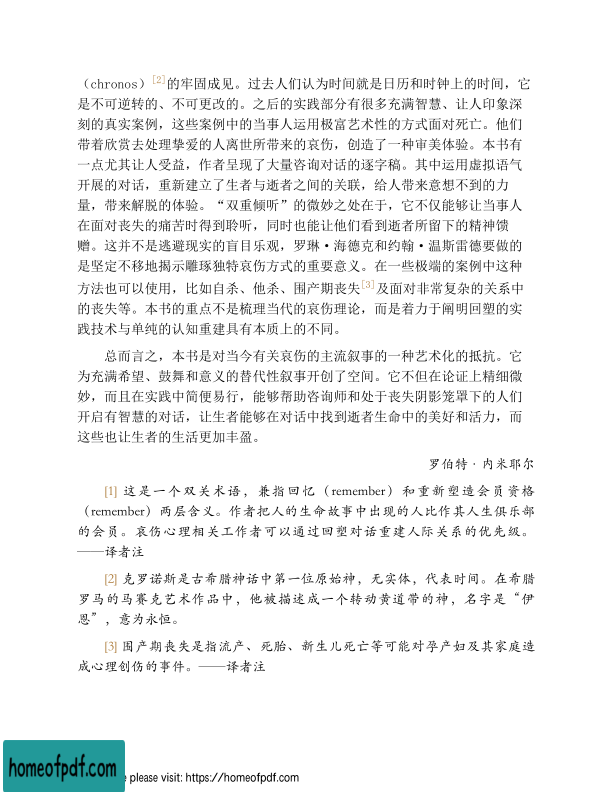 （chronos）[2]的牢固成见。过去人们认为时间就是日历和时钟上的时间，它
是不可逆转的、不可更改的。之后的实践部分有很多充满智慧、让人印象深
刻的真实案例，这些案例中的当事人运用极富艺术性的方式面对死亡。他们
带着欣赏去处理挚爱的人离世所带来的哀伤，创造了一种审美体验。本书有
一点尤其让人受益，作者呈现了大量咨询对话的逐字稿。其中运用虚拟语气
开展的对话，重新建立了生者与逝者之间的关联，给人带来意想不到的力
量，带来解脱的体验。“双重倾听”的微妙之处在于，它不仅能够让当事人
在面对丧失的痛苦时得到聆听，同时也能让他们看到逝者所留下的精神馈
赠。这并不是逃避现实的盲目乐观，罗琳·海德克和约翰·温斯雷德要做的
是坚定不移地揭示雕琢独特哀伤方式的重要意义。在一些极端的案例中这种
方法也可以使用，比如自杀、他杀、围产期丧失[3]及面对非常复杂的关系中
的丧失等。本书的重点不是梳理当代的哀伤理论，而是着力于阐明回塑的实
践技术与单纯的认知重建具有本质上的不同。
总而言之，本书是对当今有关哀伤的主流叙事的一种艺术化的抵抗。它
为充满希望、鼓舞和意义的替代性叙事开创了空间。它不但在论证上精细微
妙，而且在实践中简便易行，能够帮助咨询师和处于丧失阴影笼罩下的人们
开启有智慧的对话，让生者能够在对话中找到逝者生命中的美好和活力，而
这些也让生者的生活更加丰盈。
罗伯特·内米耶尔
[1] 这是一个双关术语，兼指回忆（remember）和重新塑造会员资格
（remember）两层含义。作者把人的生命故事中出现的人比作其人生俱乐部
的会员。哀伤心理相关工作者可以通过回塑对话重建人际关系的优先级。
——译者注
[2] 克罗诺斯是古希腊神话中第一位原始神，无实体，代表时间。在希腊
罗马的马赛克艺术作品中，他被描述成一个转动黄道带的神，名字是“伊
恩”，意为永恒。
[3] 围产期丧失是指流产、死胎、新生儿死亡等可能对孕产妇及其家庭造
成心理创伤的事件。——译者注
homeofpdf.com
e please visit: https://homeofpdf.com